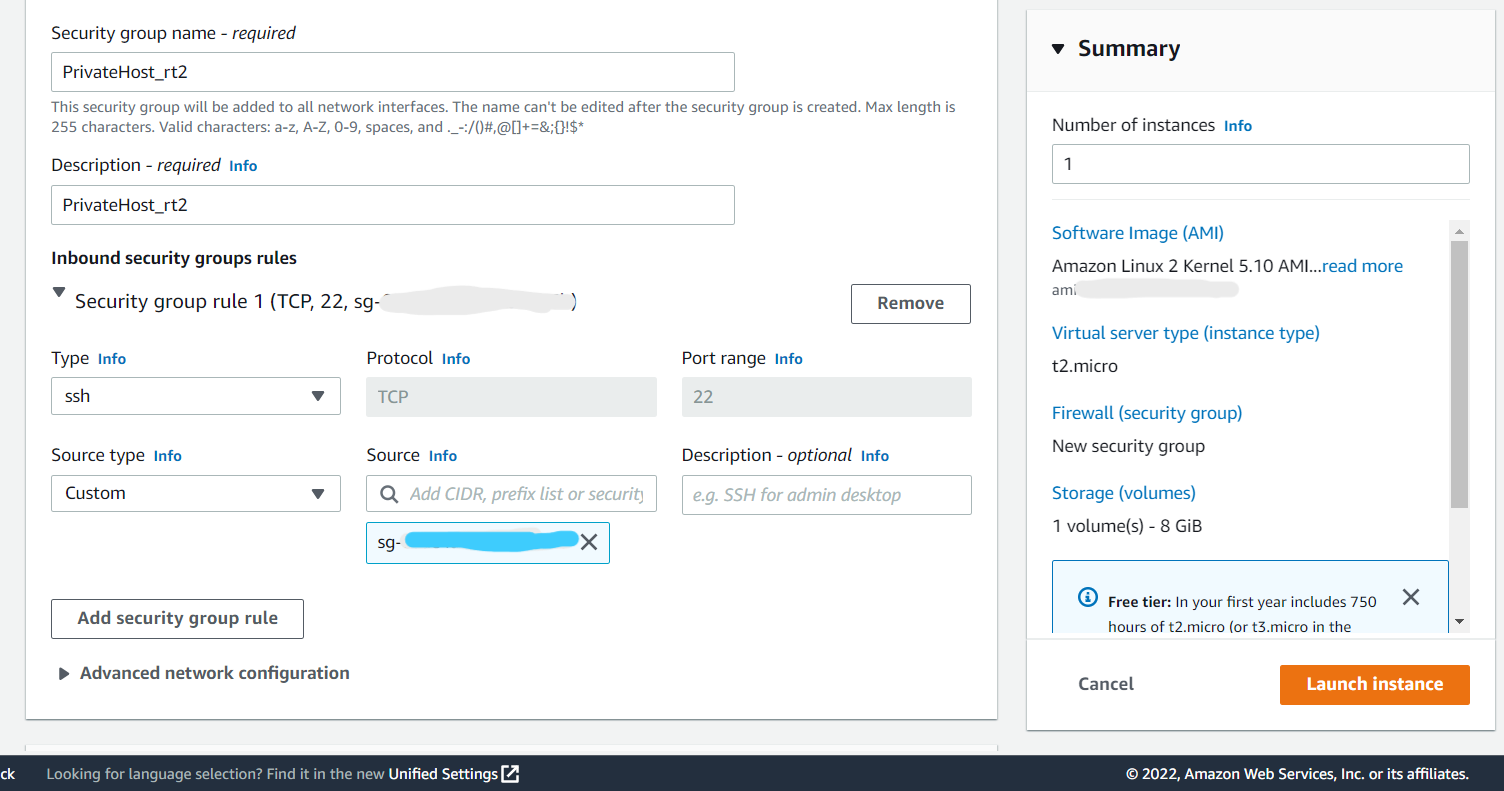 Security group name - required
PrivateHost_rt2
This security group will be added to all network interfaces. The name can't be edited after the security group is created. Max length is
255 characters. Valid characters: a-z, A-Z, 0-9, spaces, and ._-:/()#,@[]+=&;{}!$*
Description - required Info
PrivateHost_rt2
Inbound security groups rules
Security group rule 1 (TCP, 22, sg-
)
Remove
Type Info
Protocol Info
Port range Info
ssh
TCP
22
Source type Info
Source Info
Description - optional Info
Custom
Add CIDR, prefix list or security
e.g. SSH for admin desktop
sg-
Add security group rule
Advanced network configuration
Summary
Number of instances Info
1
Software Image (AMI)
Amazon Linux 2 Kernel 5.10 AMI...read more
ami
Virtual server type (instance type)
t2.micro
Firewall (security group)
New security group
Storage (volumes)
1 volume(s) - 8 GiB
Free tier: In your first year includes 750
hours of t2.micro (or t3.micro in the
Cancel
Launch instance
ck
Looking for language selection? Find it in the new Unified Settings
© 2022, Amazon Web Services, Inc. or its affiliates.